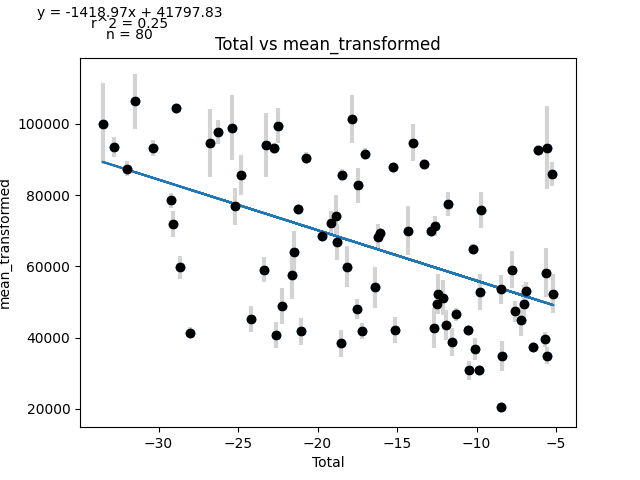 y = -1418.97x + 41797.83
r^2 = 0.25
n = 80
Total vs mean_transformed
mean_transformed
100000
80000
60000
40000
20000
−30
−25
−20
−15
−10
−5
Total